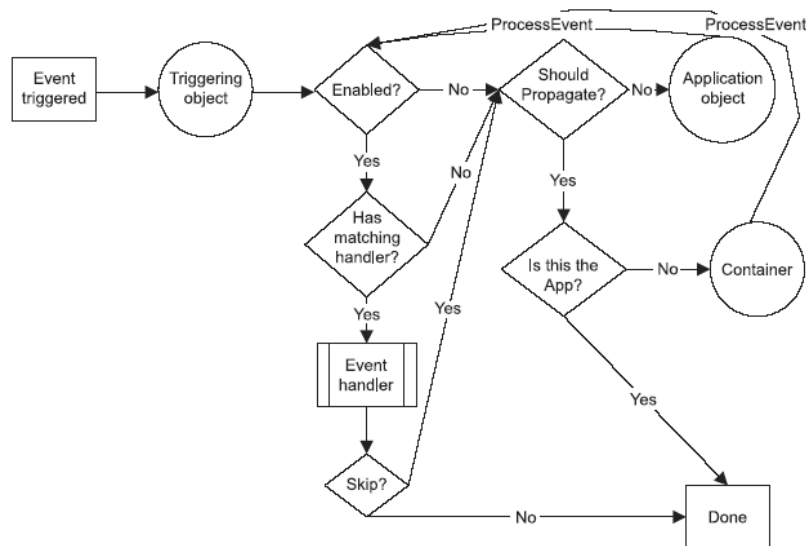 ProcessEvent
ProcessEvent
Event
triggered
Triggering
object
Enabled?
No
Should
Propagate?
No
Application
object
Yes
No
Yes
Has
matching
handler?
Is this the
App?
No
Container
Yes
Yes
Event
handler
Yes
Skip?
No
Done